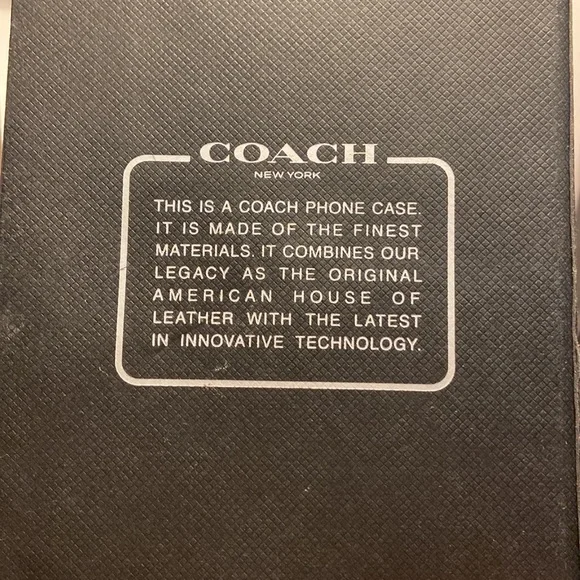 COACH
NEW YORK
THIS IS A COACH PHONE CASE.
IT IS MADE OF THE FINEST
MATERIALS. IT COMBINES OUR
LEGACY AS THE ORIGINAL
AMERICAN HOUSE OF
LEATHER WITH THE LATEST
IN INNOVATIVE TECHNOLOGY.